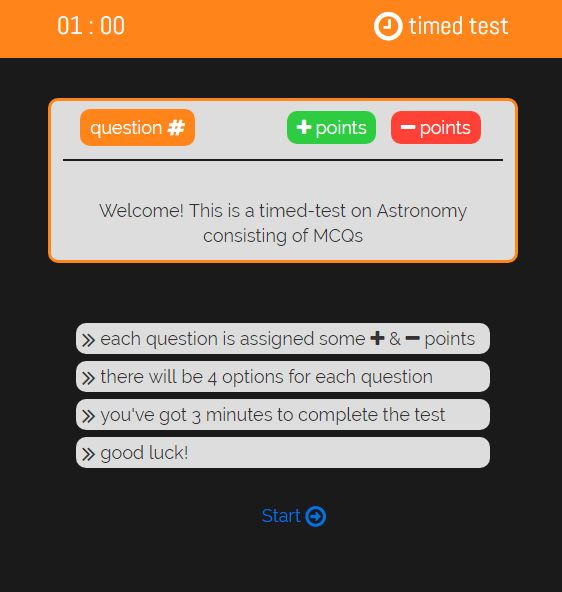 01 : 00 timed test
question # + points − points
Welcome! This is a timed-test on Astronomy
consisting of MCQs
each question is assigned some + & − points
there will be 4 options for each question
you've got 3 minutes to complete the test
good luck!
Start